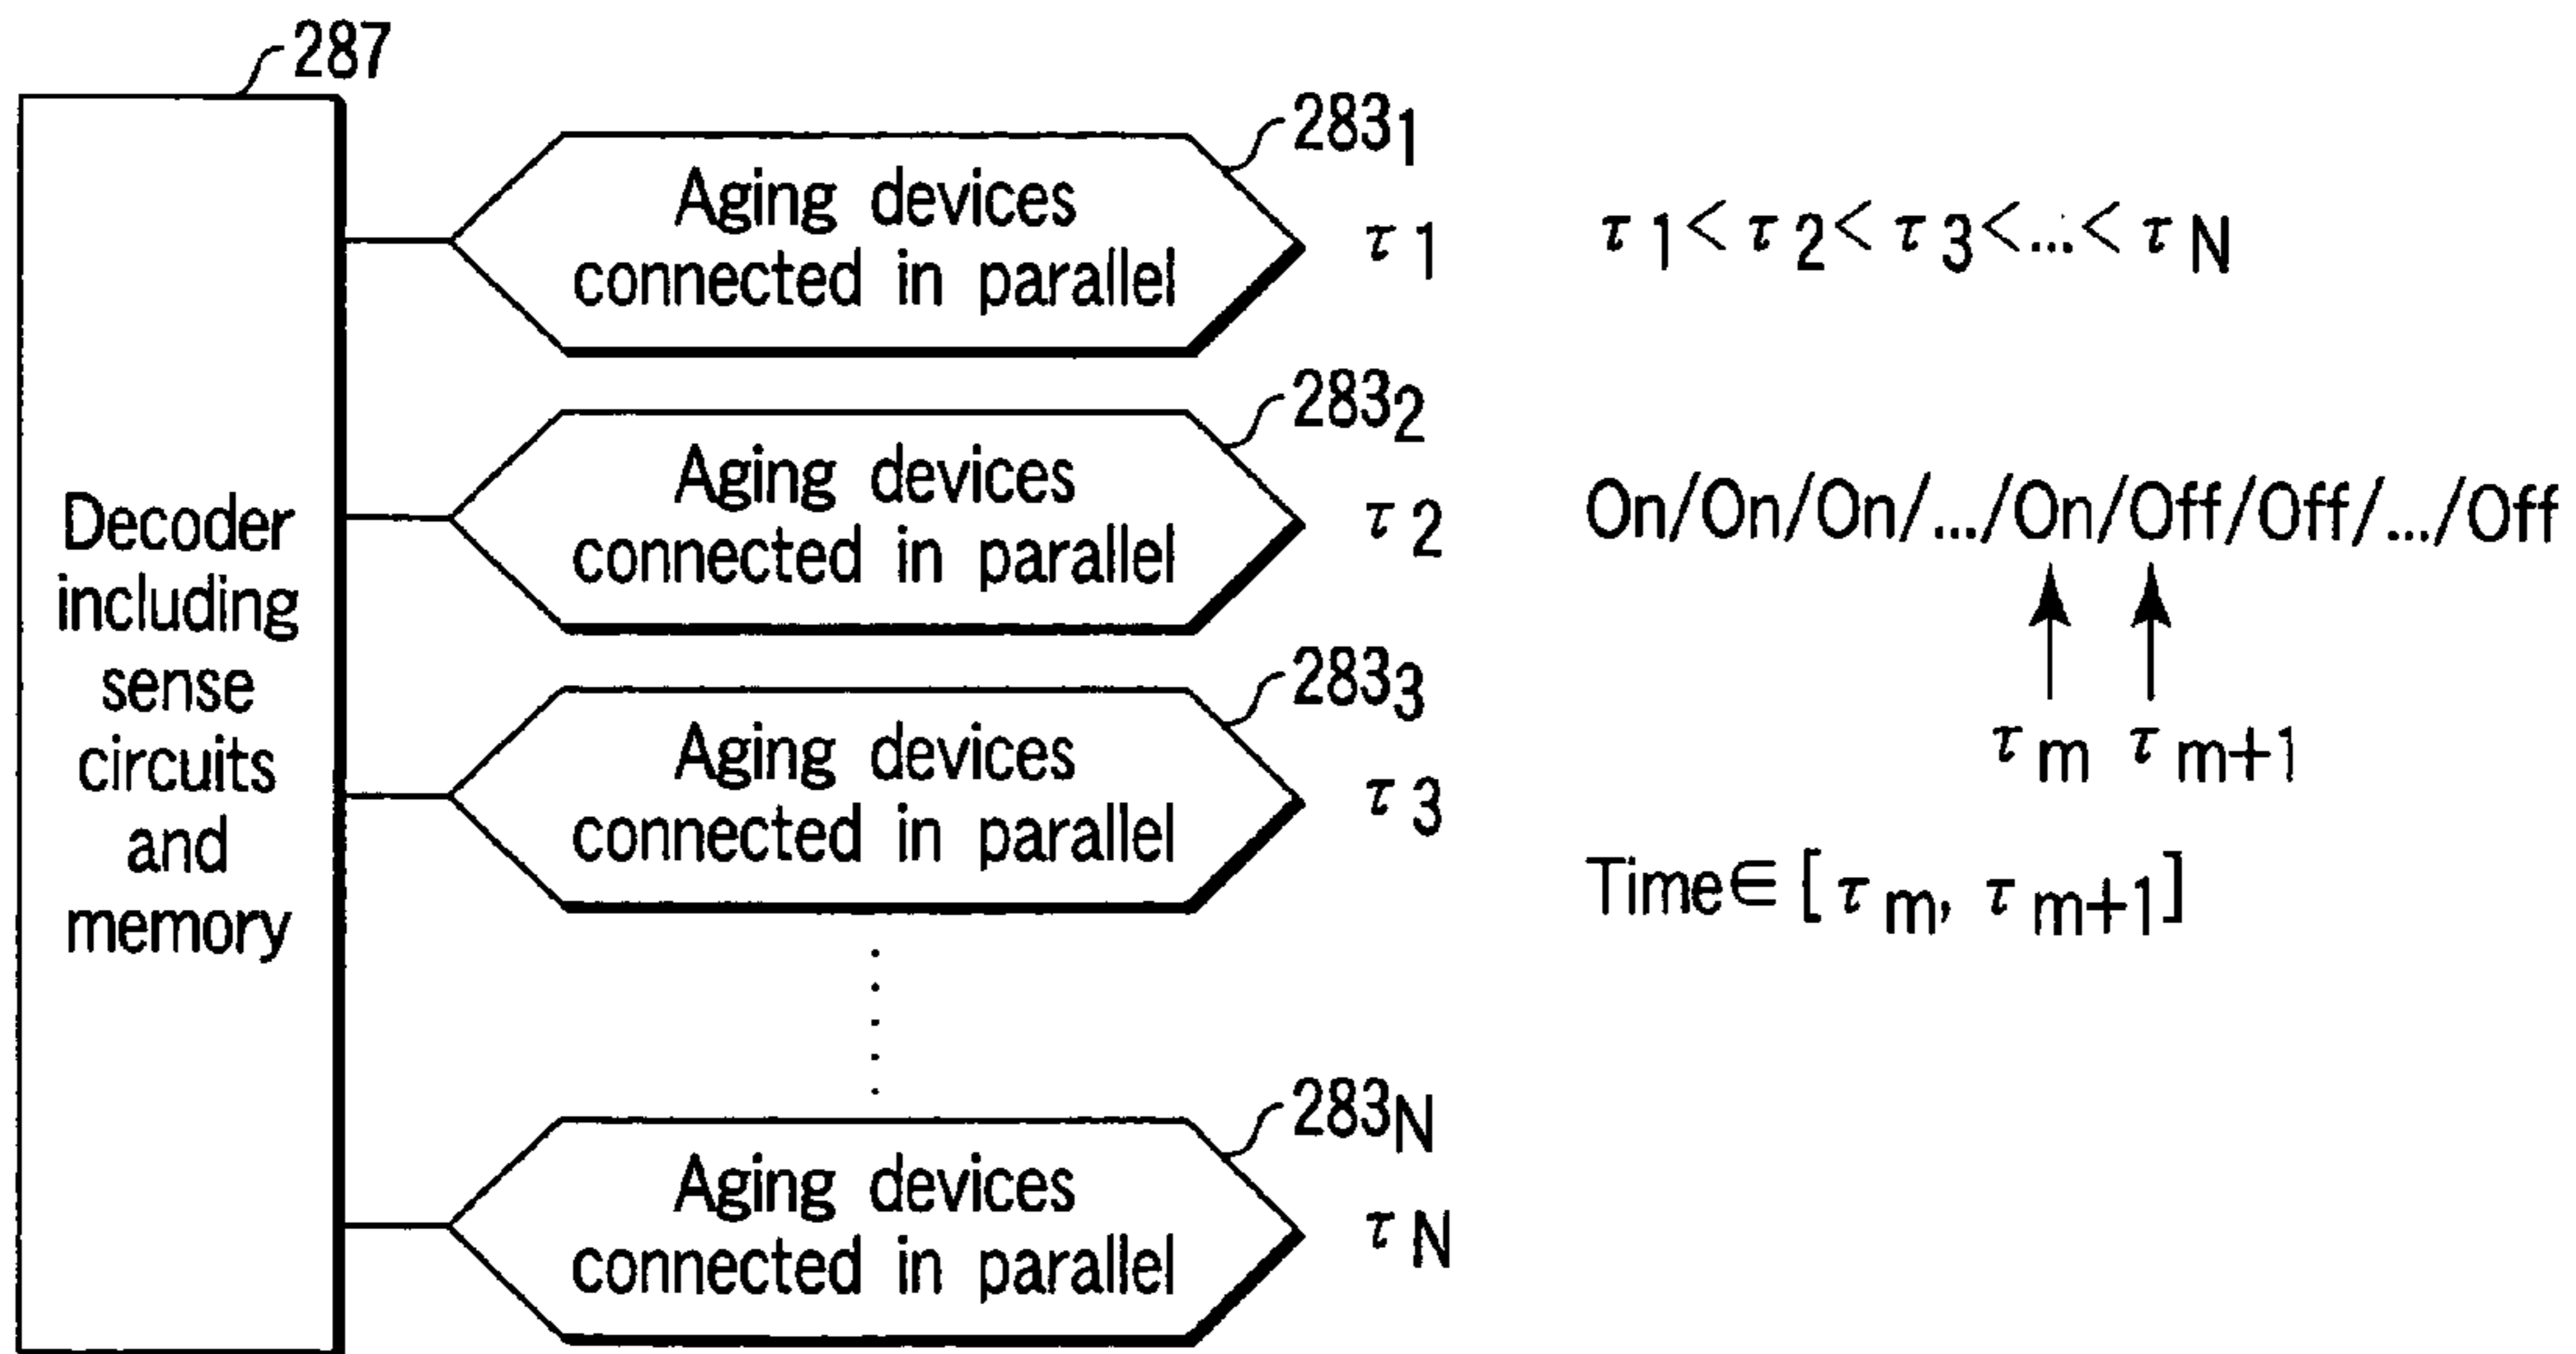 287
Decoder
including
sense
circuits
and
memory
283₁
Aging devices
connected in parallel
τ1
283₂
Aging devices
connected in parallel
τ2
283₃
Aging devices
connected in parallel
τ3
283N
Aging devices
connected in parallel
τN
τ1<τ2<τ3<...<τN
On/On/On/.../On/Off/Off/.../Off
τm τm+1
Time∈[τm, τm+1]